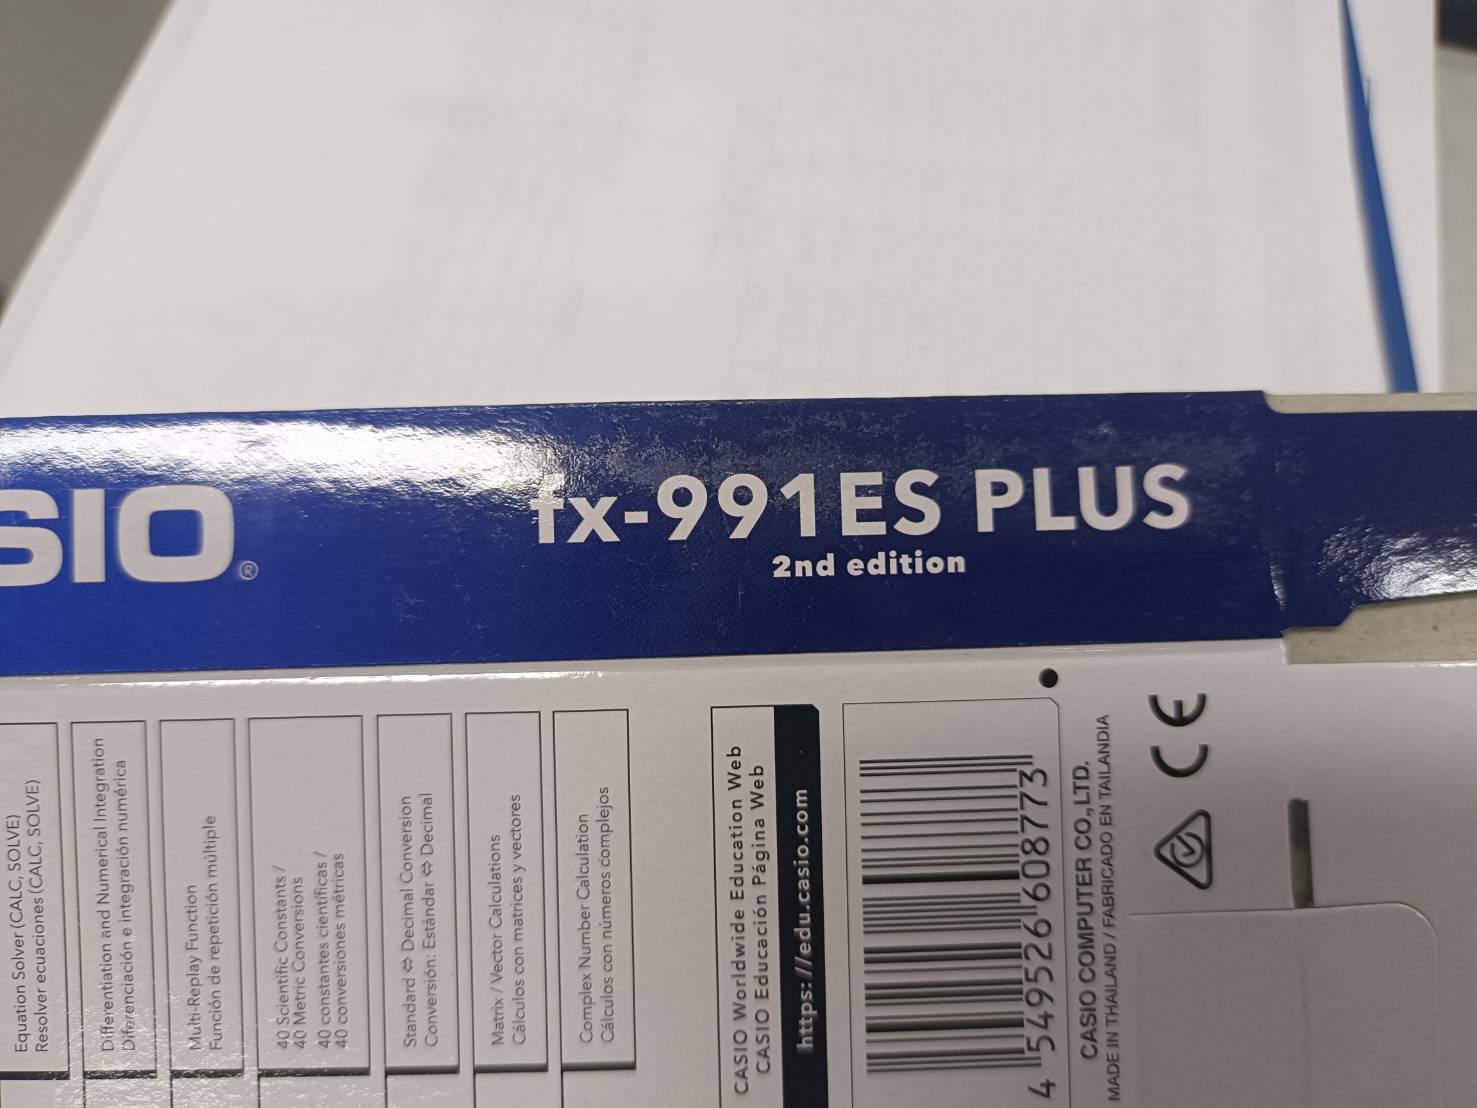 SIO®
fx-991ES PLUS
2nd edition
Equation Solver (CALC, SOLVE)
Resolver ecuaciones (CALC, SOLVE)
Differentiation and Numerical Integration
Diferenciación e integración numérica
Multi-Replay Function
Función de repetición múltiple
40 Scientific Constants /
40 Metric Conversions
40 constantes científicas /
40 conversiones métricas
Standard ⇔ Decimal Conversion
Conversión: Estándar ⇔ Decimal
Matrix / Vector Calculations
Cálculos con matrices y vectores
Complex Number Calculation
Cálculos con números complejos
CASIO Worldwide Education Web
CASIO Educación Página Web
https://edu.casio.com
4 549526 608773
CASIO COMPUTER CO.,LTD.
MADE IN THAILAND / FABRICADO EN TAILANDIA
CE